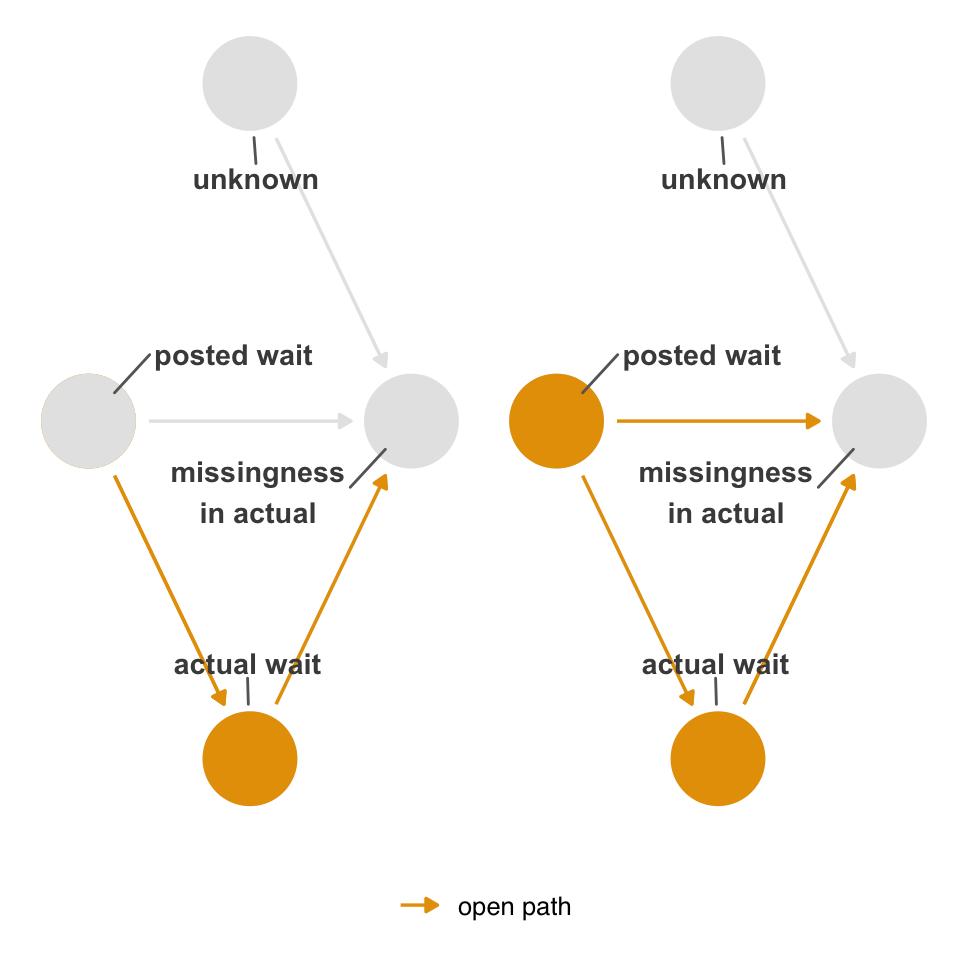 unknown
posted wait
missingness
in actual
actual wait
unknown
posted wait
missingness
in actual
actual wait
open path